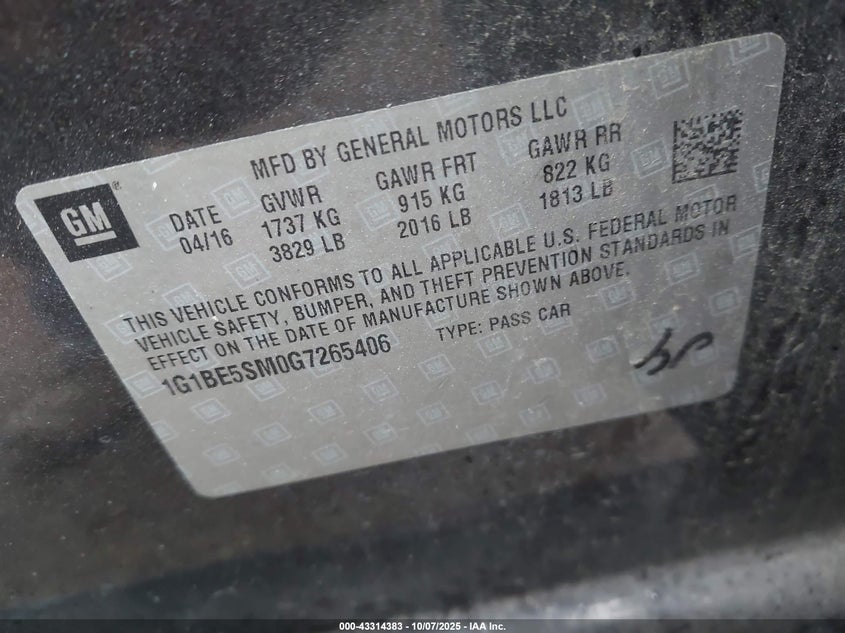 GM
MFD BY GENERAL MOTORS LLC
DATE GVWR GAWR FRT GAWR RR
04/16 1737 KG 915 KG 822 KG
3829 LB 2016 LB 1813 LB
THIS VEHICLE CONFORMS TO ALL APPLICABLE U.S. FEDERAL MOTOR
VEHICLE SAFETY, BUMPER, AND THEFT PREVENTION STANDARDS IN
EFFECT ON THE DATE OF MANUFACTURE SHOWN ABOVE.
1G1BE5SM0G7265406 TYPE: PASS CAR
000-43314383 - 10/07/2025 - IAA Inc.